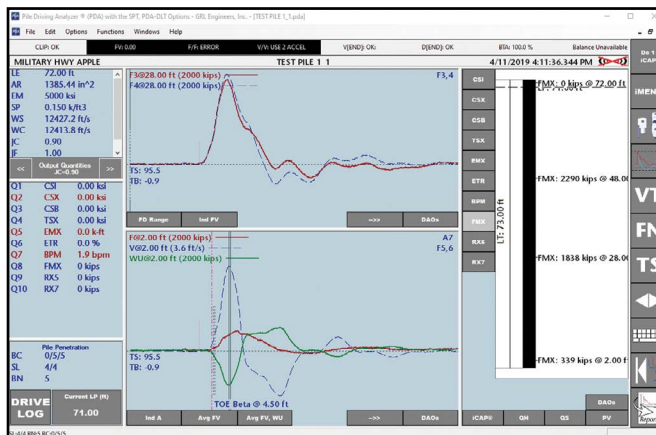 Pile Driving Analyzer ® (PDA) with the SPT, PDA-DLT Options - GRL Engineers, Inc. - [TEST PILE 1_1.pda]
File Edit Options Functions Windows Help
CLIP: OK FV: 0.00 F/F: ERROR V/V: USE 2 ACCEL V[END]: OK: D[END]: OK BTA: 100.0 % Balance Unavailable
MILITARY HWY APPLE TEST PILE 1 1 4/11/2019 4:11:36.344 PM
LE 72.00 ft
AR 1385.44 in^2
EM 5000 ksi
SP 0.150 k/ft3
WS 12427.2 ft/s
WC 12413.8 ft/s
JC 0.90
JF 1.00
<< Output Quantities JC=0.90 >>
Q1 CSI 0.00 ksi
Q2 CSX 0.00 ksi
Q3 CSB 0.00 ksi
Q4 TSX 0.00 ksi
Q5 EMX 0.0 k-ft
Q6 ETR 0.0 %
Q7 BPM 1.9 bpm
Q8 FMX 0 kips
Q9 RX5 0 kips
Q10 RX7 0 kips
Pile Penetration
BC 0/5/5
SL 4/4
BN 5
DRIVE LOG
Current LP (ft)
71.00
F3@28.00 ft (2000 kips) F3,4
F4@28.00 ft (2000 kips)
TS: 95.5
TB: -0.9
FD Range Ind FV -->> DAOs
F@2.00 ft (2000 kips) A7
V@2.00 ft (3.6 ft/s) F5,6
WU@2.00 ft (2000 kips)
TS: 95.5
TB: -0.9
TOE Beta @ 4.50 ft
Ind A Avg FV Avg FV, WU -->> DAOs
CSI
CSX
CSB
TSX
EMX
ETR
BPM
FMX
RX6
RX7
FMX: 0 kips @ 72.00 ft
LT: 73.00 ft
FMX: 2290 kips @ 48.0
FMX: 1838 kips @ 28.0
FMX: 339 kips @ 2.00 f
DAOs
iCAP® QH QS PV
Do 1
iCAP
iMEN
VT
FN
TS
Report